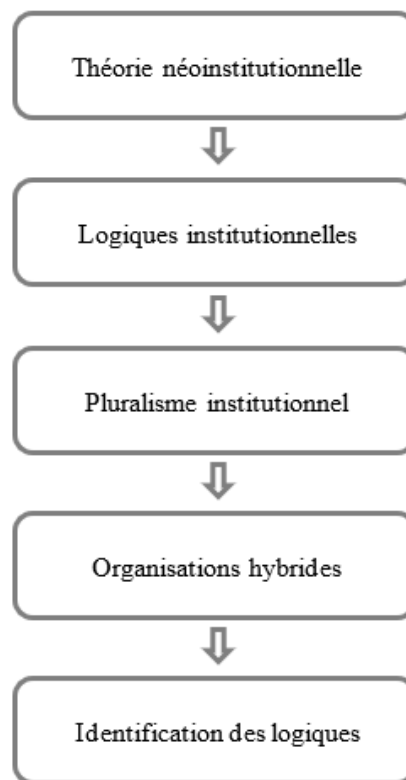 Théorie néoinstitutionnelle
Logiques institutionnelles
Pluralisme institutionnel
Organisations hybrides
Identification des logiques